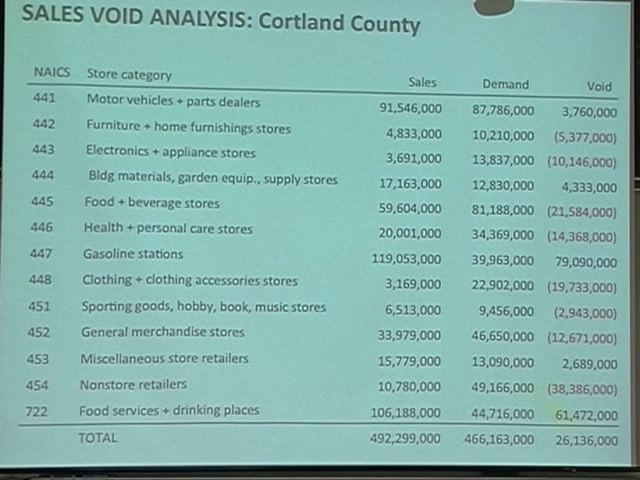 SALES VOID ANALYSIS: Cortland County
NAICS Store category Sales Demand Void
441 Motor vehicles + parts dealers 91,546,000 87,786,000 3,760,000
442 Furniture + home furnishings stores 4,833,000 10,210,000 (5,377,000)
443 Electronics + appliance stores 3,691,000 13,837,000 (10,146,000)
444 Bldg materials, garden equip., supply stores 17,163,000 12,830,000 4,333,000
445 Food + beverage stores 59,604,000 81,188,000 (21,584,000)
446 Health + personal care stores 20,001,000 34,369,000 (14,368,000)
447 Gasoline stations 119,053,000 39,963,000 79,090,000
448 Clothing + clothing accessories stores 3,169,000 22,902,000 (19,733,000)
451 Sporting goods, hobby, book, music stores 6,513,000 9,456,000 (2,943,000)
452 General merchandise stores 33,979,000 46,650,000 (12,671,000)
453 Miscellaneous store retailers 15,779,000 13,090,000 2,689,000
454 Nonstore retailers 10,780,000 49,166,000 (38,386,000)
722 Food services + drinking places 106,188,000 44,716,000 61,472,000
TOTAL 492,299,000 466,163,000 26,136,000